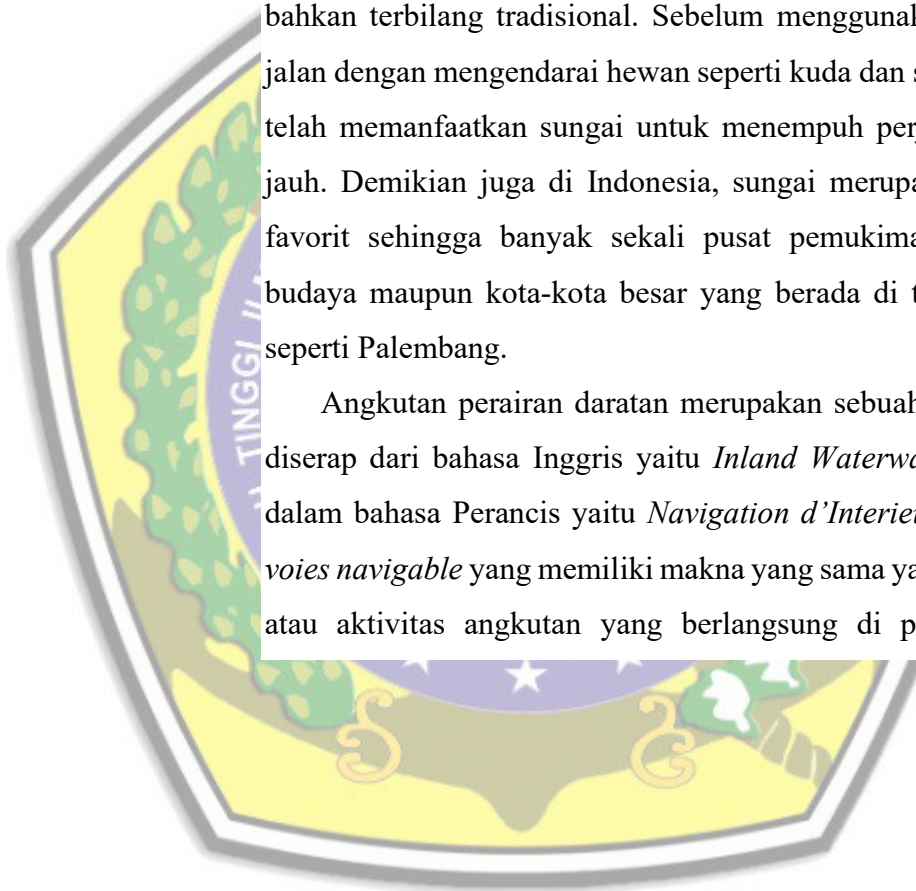 bahkan terbilang tradisional. Sebelum menggunak
jalan dengan mengendarai hewan seperti kuda dan s
telah memanfaatkan sungai untuk menempuh per
jauh. Demikian juga di Indonesia, sungai merupa
favorit sehingga banyak sekali pusat pemukima
budaya maupun kota-kota besar yang berada di t
seperti Palembang.
Angkutan perairan daratan merupakan sebuah
diserap dari bahasa Inggris yaitu Inland Waterwa
dalam bahasa Perancis yaitu Navigation d’Interie
voies navigable yang memiliki makna yang sama ya
atau aktivitas angkutan yang berlangsung di p
TINGGI